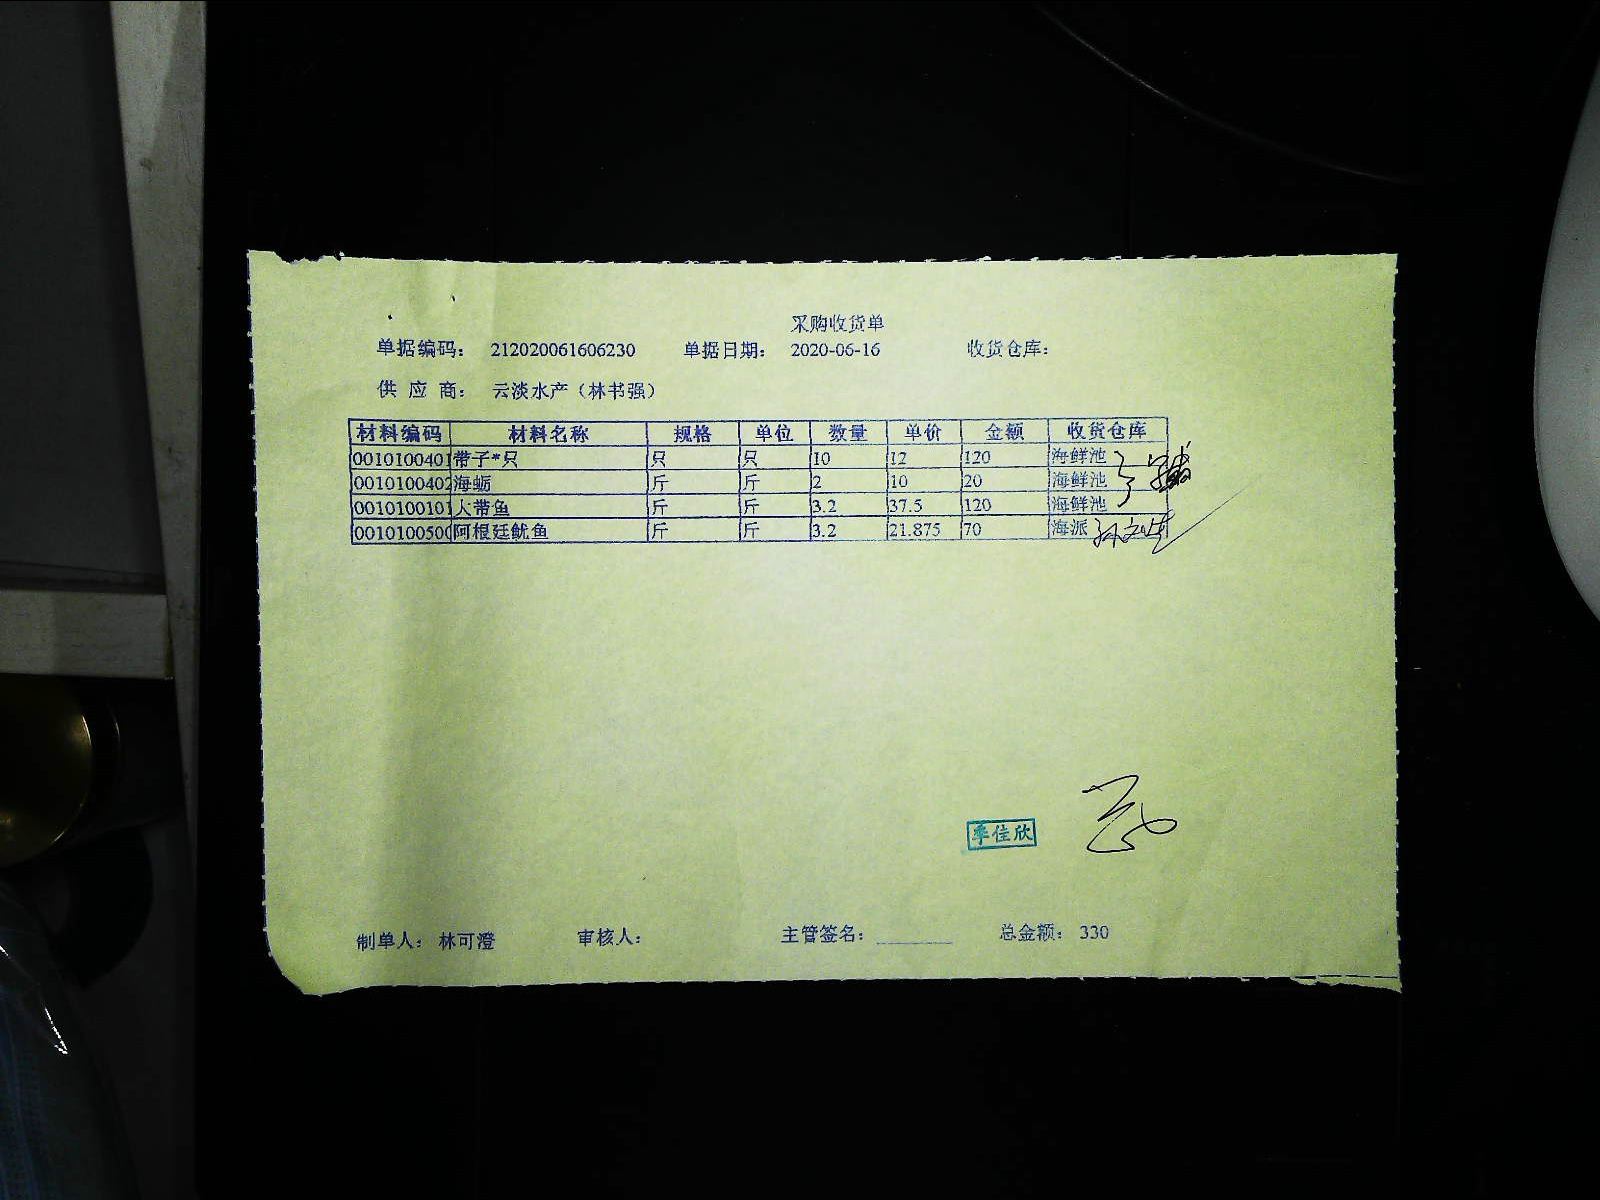 采购收货单
单据编码： 212020061606230 单据日期： 2020-06-16 收货仓库：
供 应 商： 云淡水产（林书强）
材料编码 材料名称 规格 单位 数量 单价 金额 收货仓库
0010100401 带子*只 只 只 10 12 120 海鲜池
0010100402 海蛎 斤 斤 2 10 20 海鲜池
0010100101 大带鱼 斤 斤 3.2 37.5 120 海鲜池
001010050 阿根廷鱿鱼 斤 斤 3.2 21.875 70 海派
季佳欣
制单人： 林可澄 审核人： 主管签名： ________ 总金额： 330